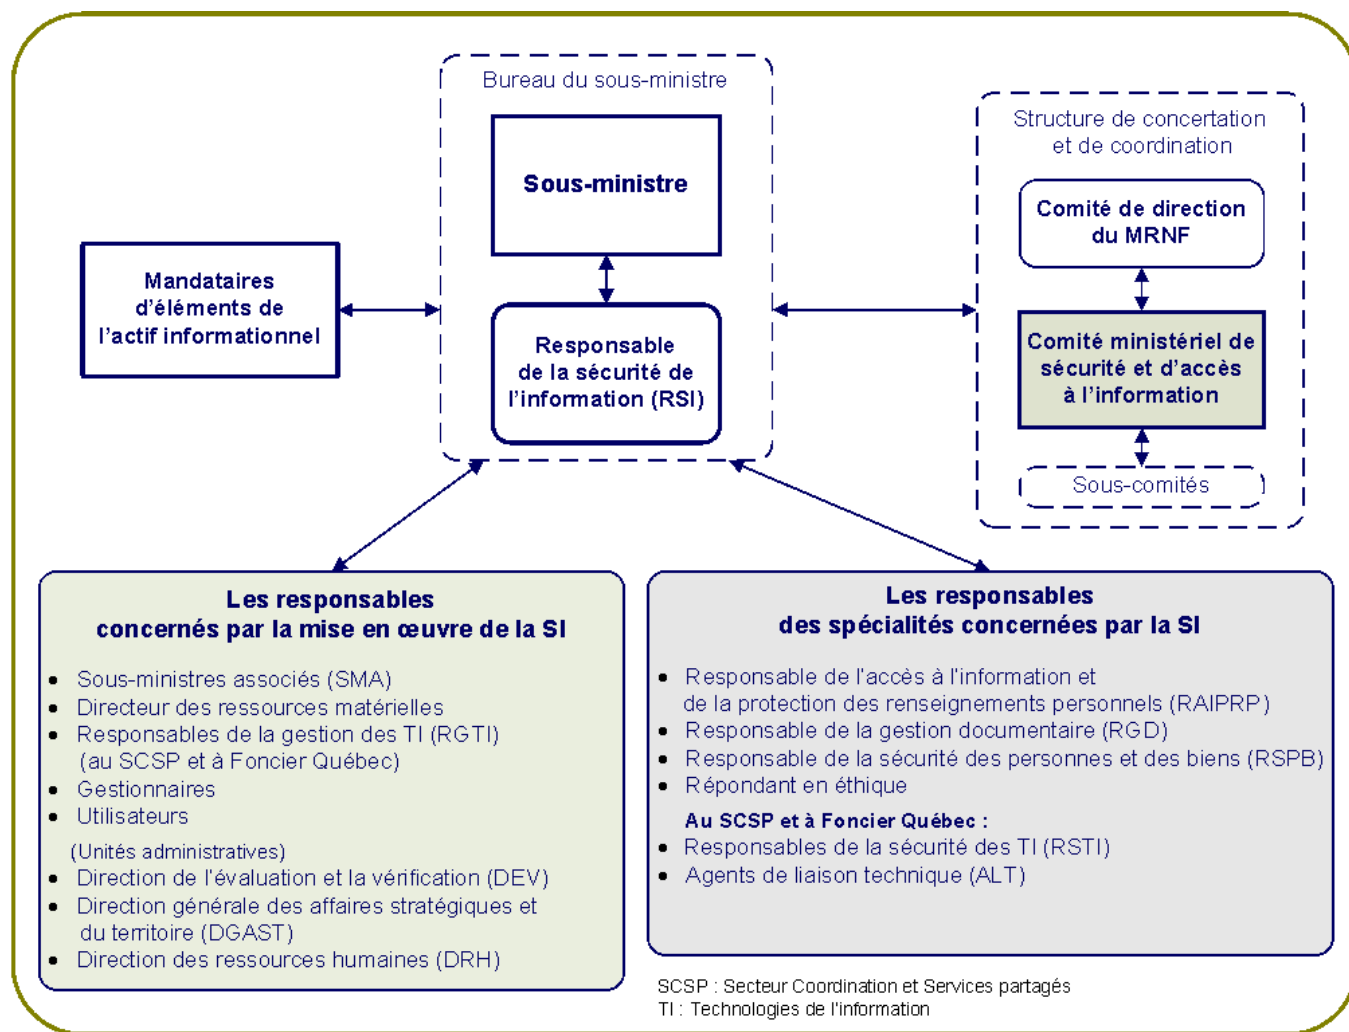 Bureau du sous-ministre
Sous-ministre
Responsable
de la sécurité de
l'information (RSI)
Mandataires
d'éléments de
l'actif informationnel
Structure de concertation
et de coordination
Comité de direction
du MRNF
Comité ministériel de
sécurité et d'accès
à l'information
Sous-comités
Les responsables
concernés par la mise en œuvre de la SI
• Sous-ministres associés (SMA)
• Directeur des ressources matérielles
• Responsables de la gestion des TI (RGTI)
(au SCSP et à Foncier Québec)
• Gestionnaires
• Utilisateurs
(Unités administratives)
• Direction de l'évaluation et la vérification (DEV)
• Direction générale des affaires stratégiques et
du territoire (DGAST)
• Direction des ressources humaines (DRH)
Les responsables
des spécialités concernées par la SI
• Responsable de l'accès à l'information et
de la protection des renseignements personnels (RAIPRP)
• Responsable de la gestion documentaire (RGD)
• Responsable de la sécurité des personnes et des biens (RSPB)
• Répondant en éthique
Au SCSP et à Foncier Québec :
• Responsables de la sécurité des TI (RSTI)
• Agents de liaison technique (ALT)
SCSP : Secteur Coordination et Services partagés
TI : Technologies de l'information